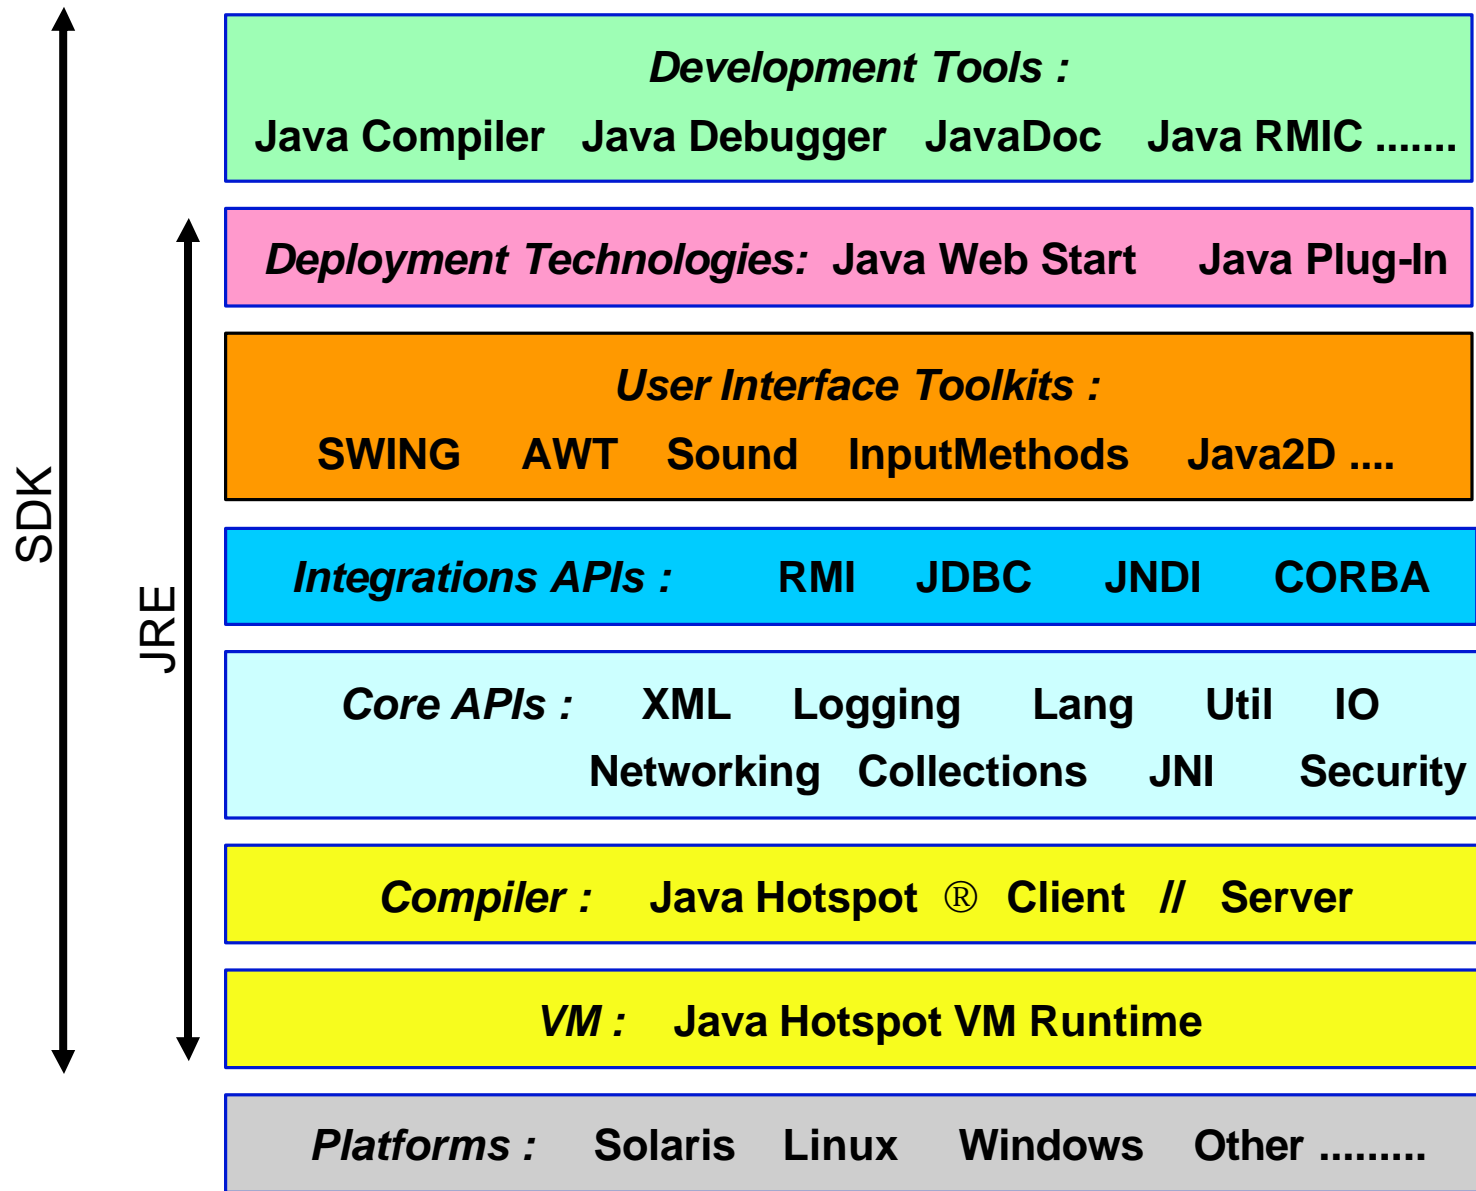 Development Tools :
Java Compiler Java Debugger JavaDoc Java RMIC .......
Deployment Technologies: Java Web Start Java Plug-In
User Interface Toolkits :
SWING AWT Sound InputMethods Java2D ....
SDK
Integrations APIs : RMI JDBC JNDI CORBA
JRE
Core APIs : XML Logging Lang Util IO
Networking Collections JNI Security
Compiler : Java Hotspot ® Client // Server
VM : Java Hotspot VM Runtime
Platforms : Solaris Linux Windows Other .........